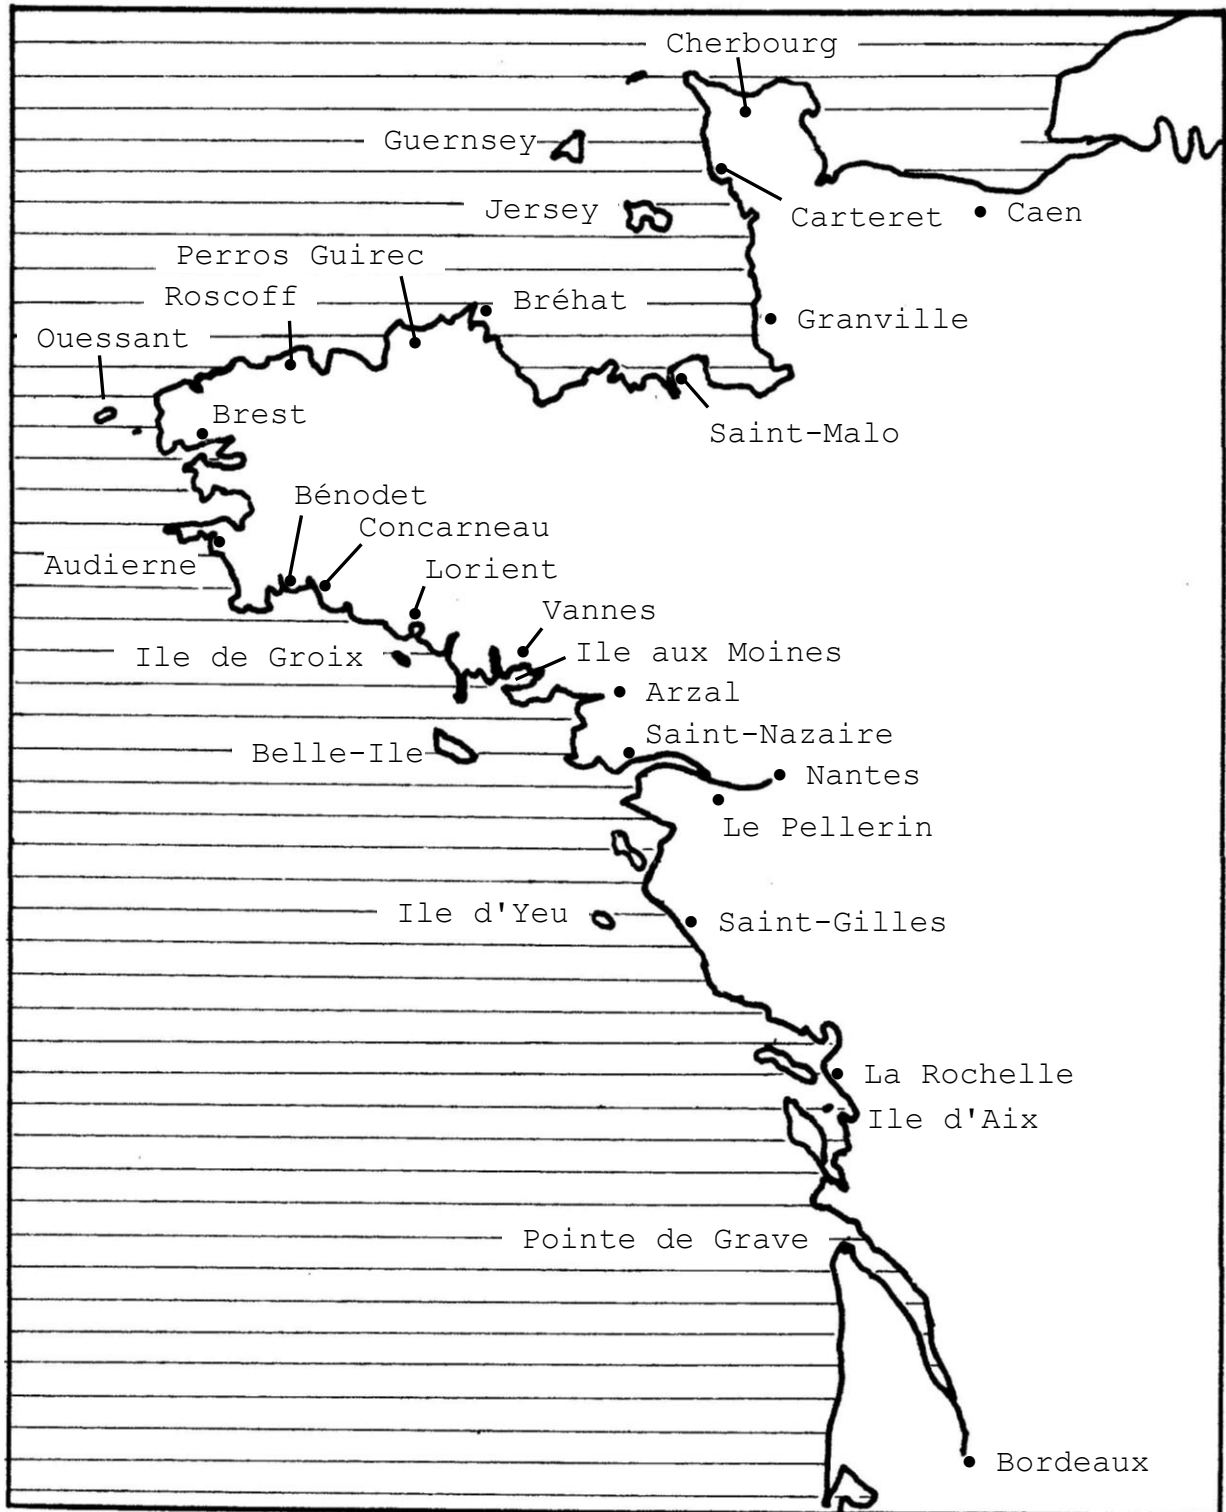 Cherbourg
Guernsey
Jersey
Carteret
Caen
Perros Guirec
Roscoff
Bréhat
Granville
Ouessant
Brest
Saint-Malo
Bénodet
Concarneau
Audierne
Lorient
Vannes
Ile de Groix
Ile aux Moines
Arzal
Saint-Nazaire
Belle-Ile
Nantes
Le Pellerin
Ile d'Yeu
Saint-Gilles
La Rochelle
Ile d'Aix
Pointe de Grave
Bordeaux